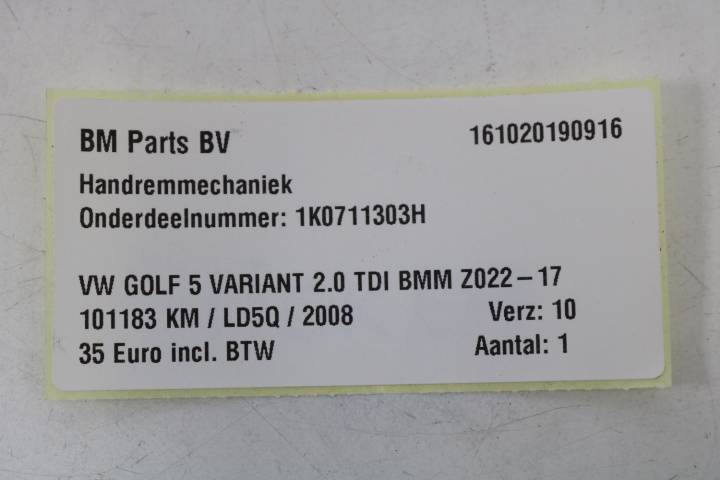 BM Parts BV 161020190916
Handremmechaniek
Onderdeelnummer: 1K0711303H
VW GOLF 5 VARIANT 2.0 TDI BMM Z022-17
101183 KM / LD5Q / 2008 Verz: 10
35 Euro incl. BTW Aantal: 1